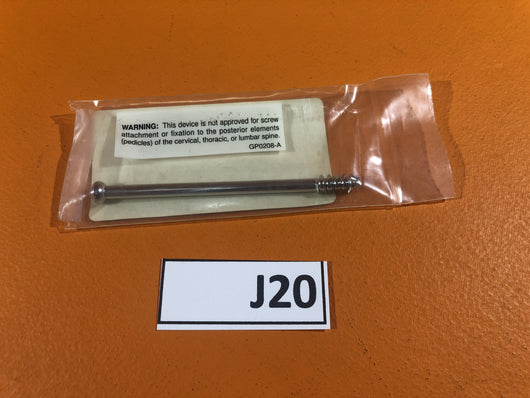 WARNING: This device is not approved for screw
attachment or fixation to the posterior elements
(pedicles) of the cervical, thoracic, or lumbar spine.
GP0208-A
J20